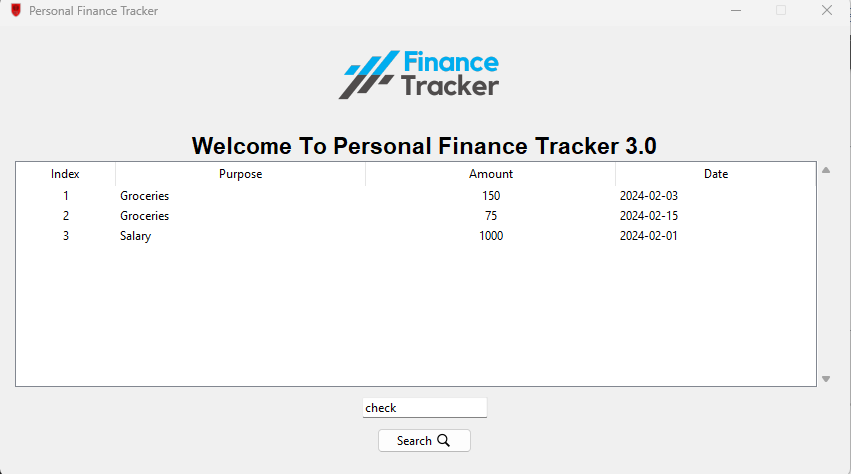 Personal Finance Tracker
Finance
Tracker
Welcome To Personal Finance Tracker 3.0
Index Purpose Amount Date
1 Groceries 150 2024-02-03
2 Groceries 75 2024-02-15
3 Salary 1000 2024-02-01
check
Search